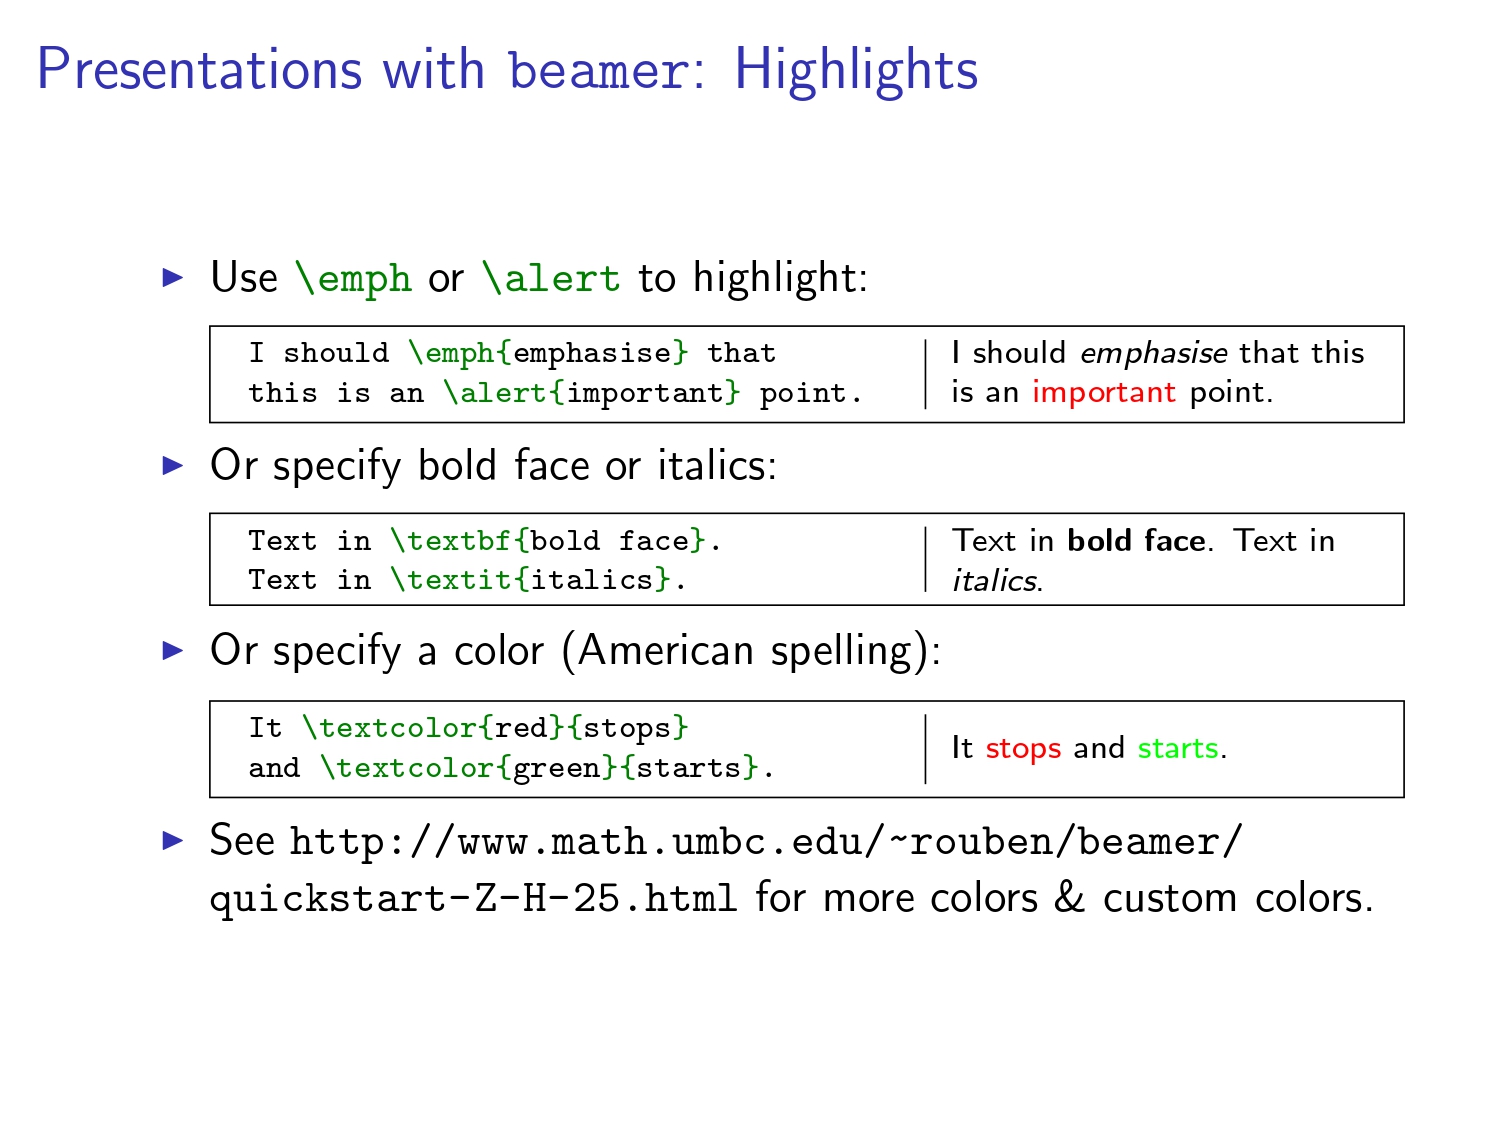 Presentations with beamer: Highlights
Use \emph or \alert to highlight:
I should \emph{emphasise} that
this is an \alert{important} point.
I should emphasise that this
is an important point.
Or specify bold face or italics:
Text in \textbf{bold face}.
Text in \textit{italics}.
Text in bold face. Text in
italics.
Or specify a color (American spelling):
It \textcolor{red}{stops}
and \textcolor{green}{starts}.
It stops and starts.
See http://www.math.umbc.edu/~rouben/beamer/
quickstart-Z-H-25.html for more colors & custom colors.